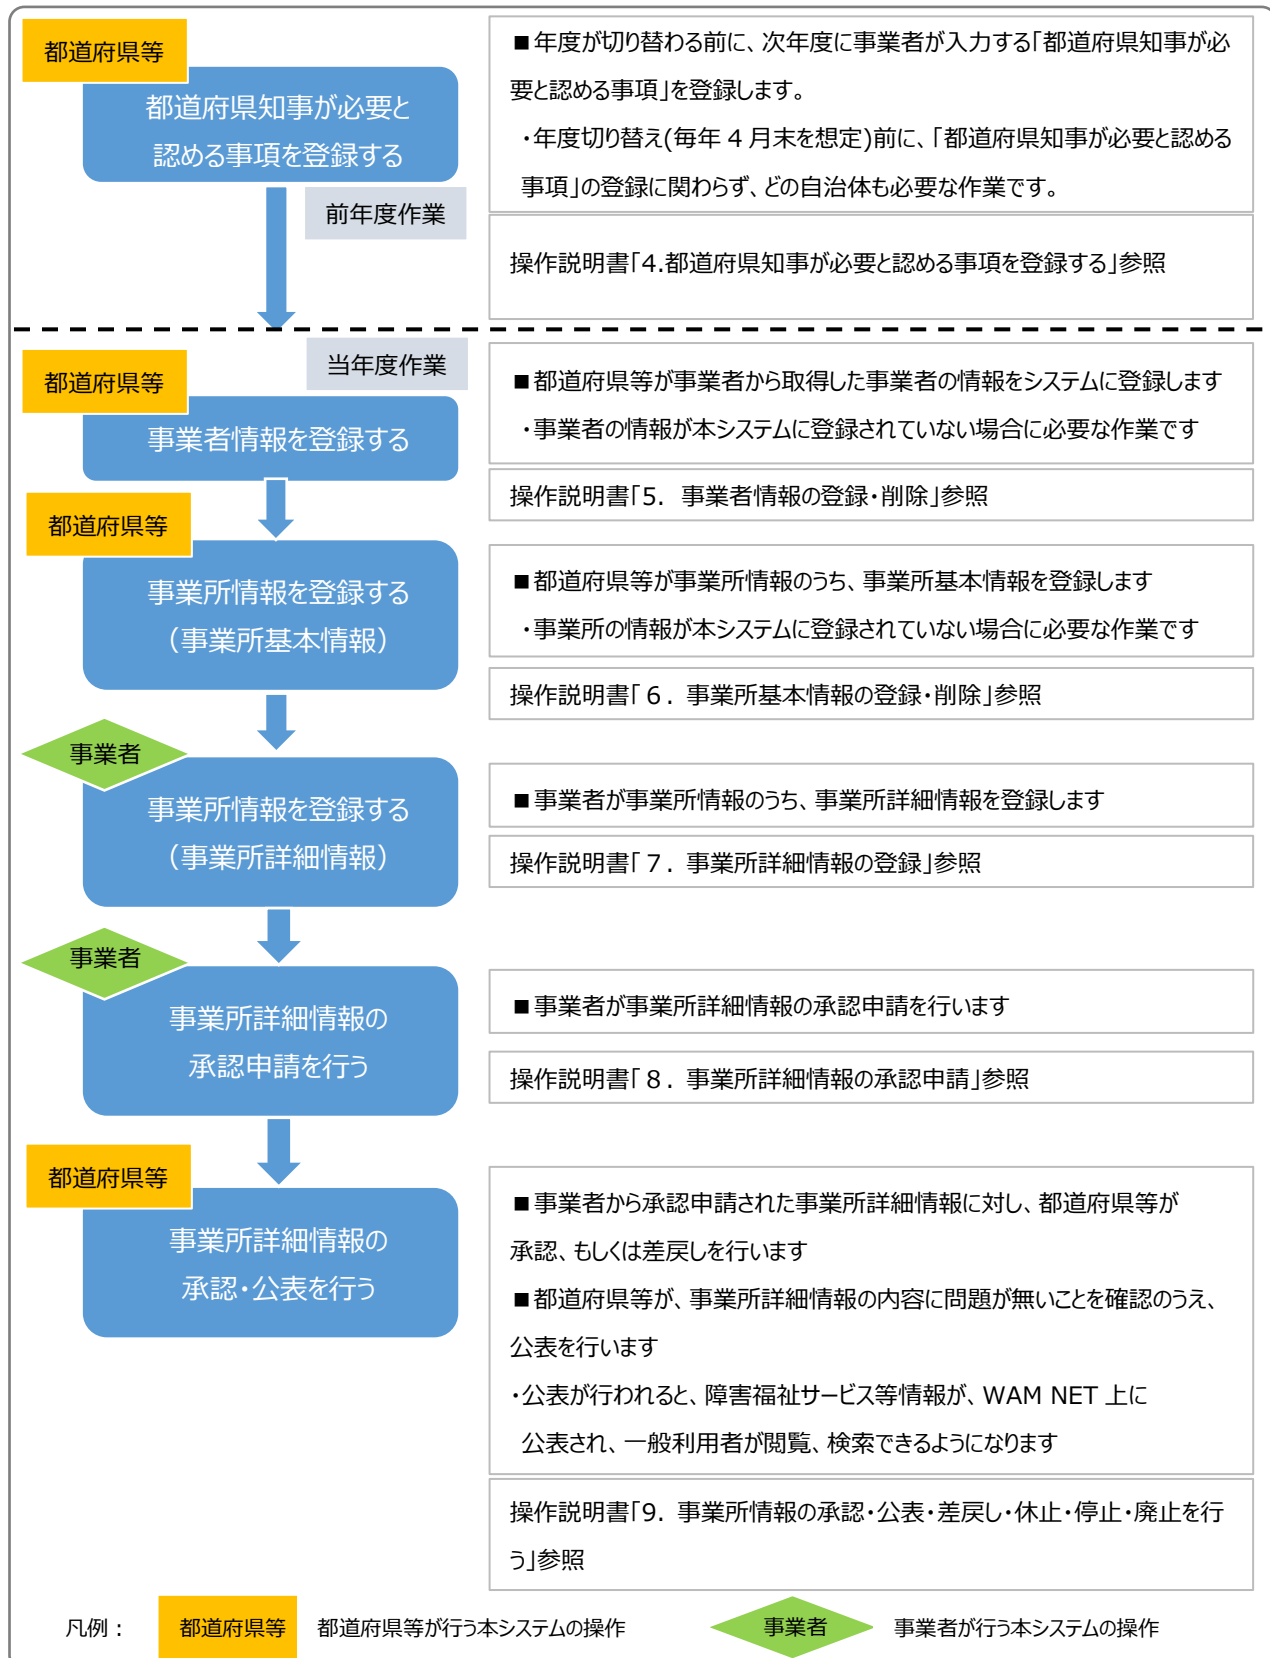 都道府県等
都道府県知事が必要と
認める事項を登録する
前年度作業
■年度が切り替わる前に、次年度に事業者が入力する「都道府県知事が必
要と認める事項」を登録します。
・年度切り替え(毎年 4 月末を想定)前に、「都道府県知事が必要と認める
事項」の登録に関わらず、どの自治体も必要な作業です。
操作説明書「4.都道府県知事が必要と認める事項を登録する」参照
当年度作業
都道府県等
事業者情報を登録する
■都道府県等が事業者から取得した事業者の情報をシステムに登録します
・事業者の情報が本システムに登録されていない場合に必要な作業です
操作説明書「5. 事業者情報の登録・削除」参照
都道府県等
事業所情報を登録する
（事業所基本情報）
■都道府県等が事業所情報のうち、事業所基本情報を登録します
・事業所の情報が本システムに登録されていない場合に必要な作業です
操作説明書「６. 事業所基本情報の登録・削除」参照
事業者
事業所情報を登録する
（事業所詳細情報）
■事業者が事業所情報のうち、事業所詳細情報を登録します
操作説明書「７. 事業所詳細情報の登録」参照
事業者
事業所詳細情報の
承認申請を行う
■事業者が事業所詳細情報の承認申請を行います
操作説明書「８. 事業所詳細情報の承認申請」参照
都道府県等
事業所詳細情報の
承認・公表を行う
■事業者から承認申請された事業所詳細情報に対し、都道府県等が
承認、もしくは差戻しを行います
■都道府県等が、事業所詳細情報の内容に問題が無いことを確認のうえ、
公表を行います
・公表が行われると、障害福祉サービス等情報が、WAM NET 上に
公表され、一般利用者が閲覧、検索できるようになります
操作説明書「9. 事業所情報の承認・公表・差戻し・休止・停止・廃止を行
う」参照
凡例： 都道府県等 都道府県等が行う本システムの操作 事業者 事業者が行う本システムの操作